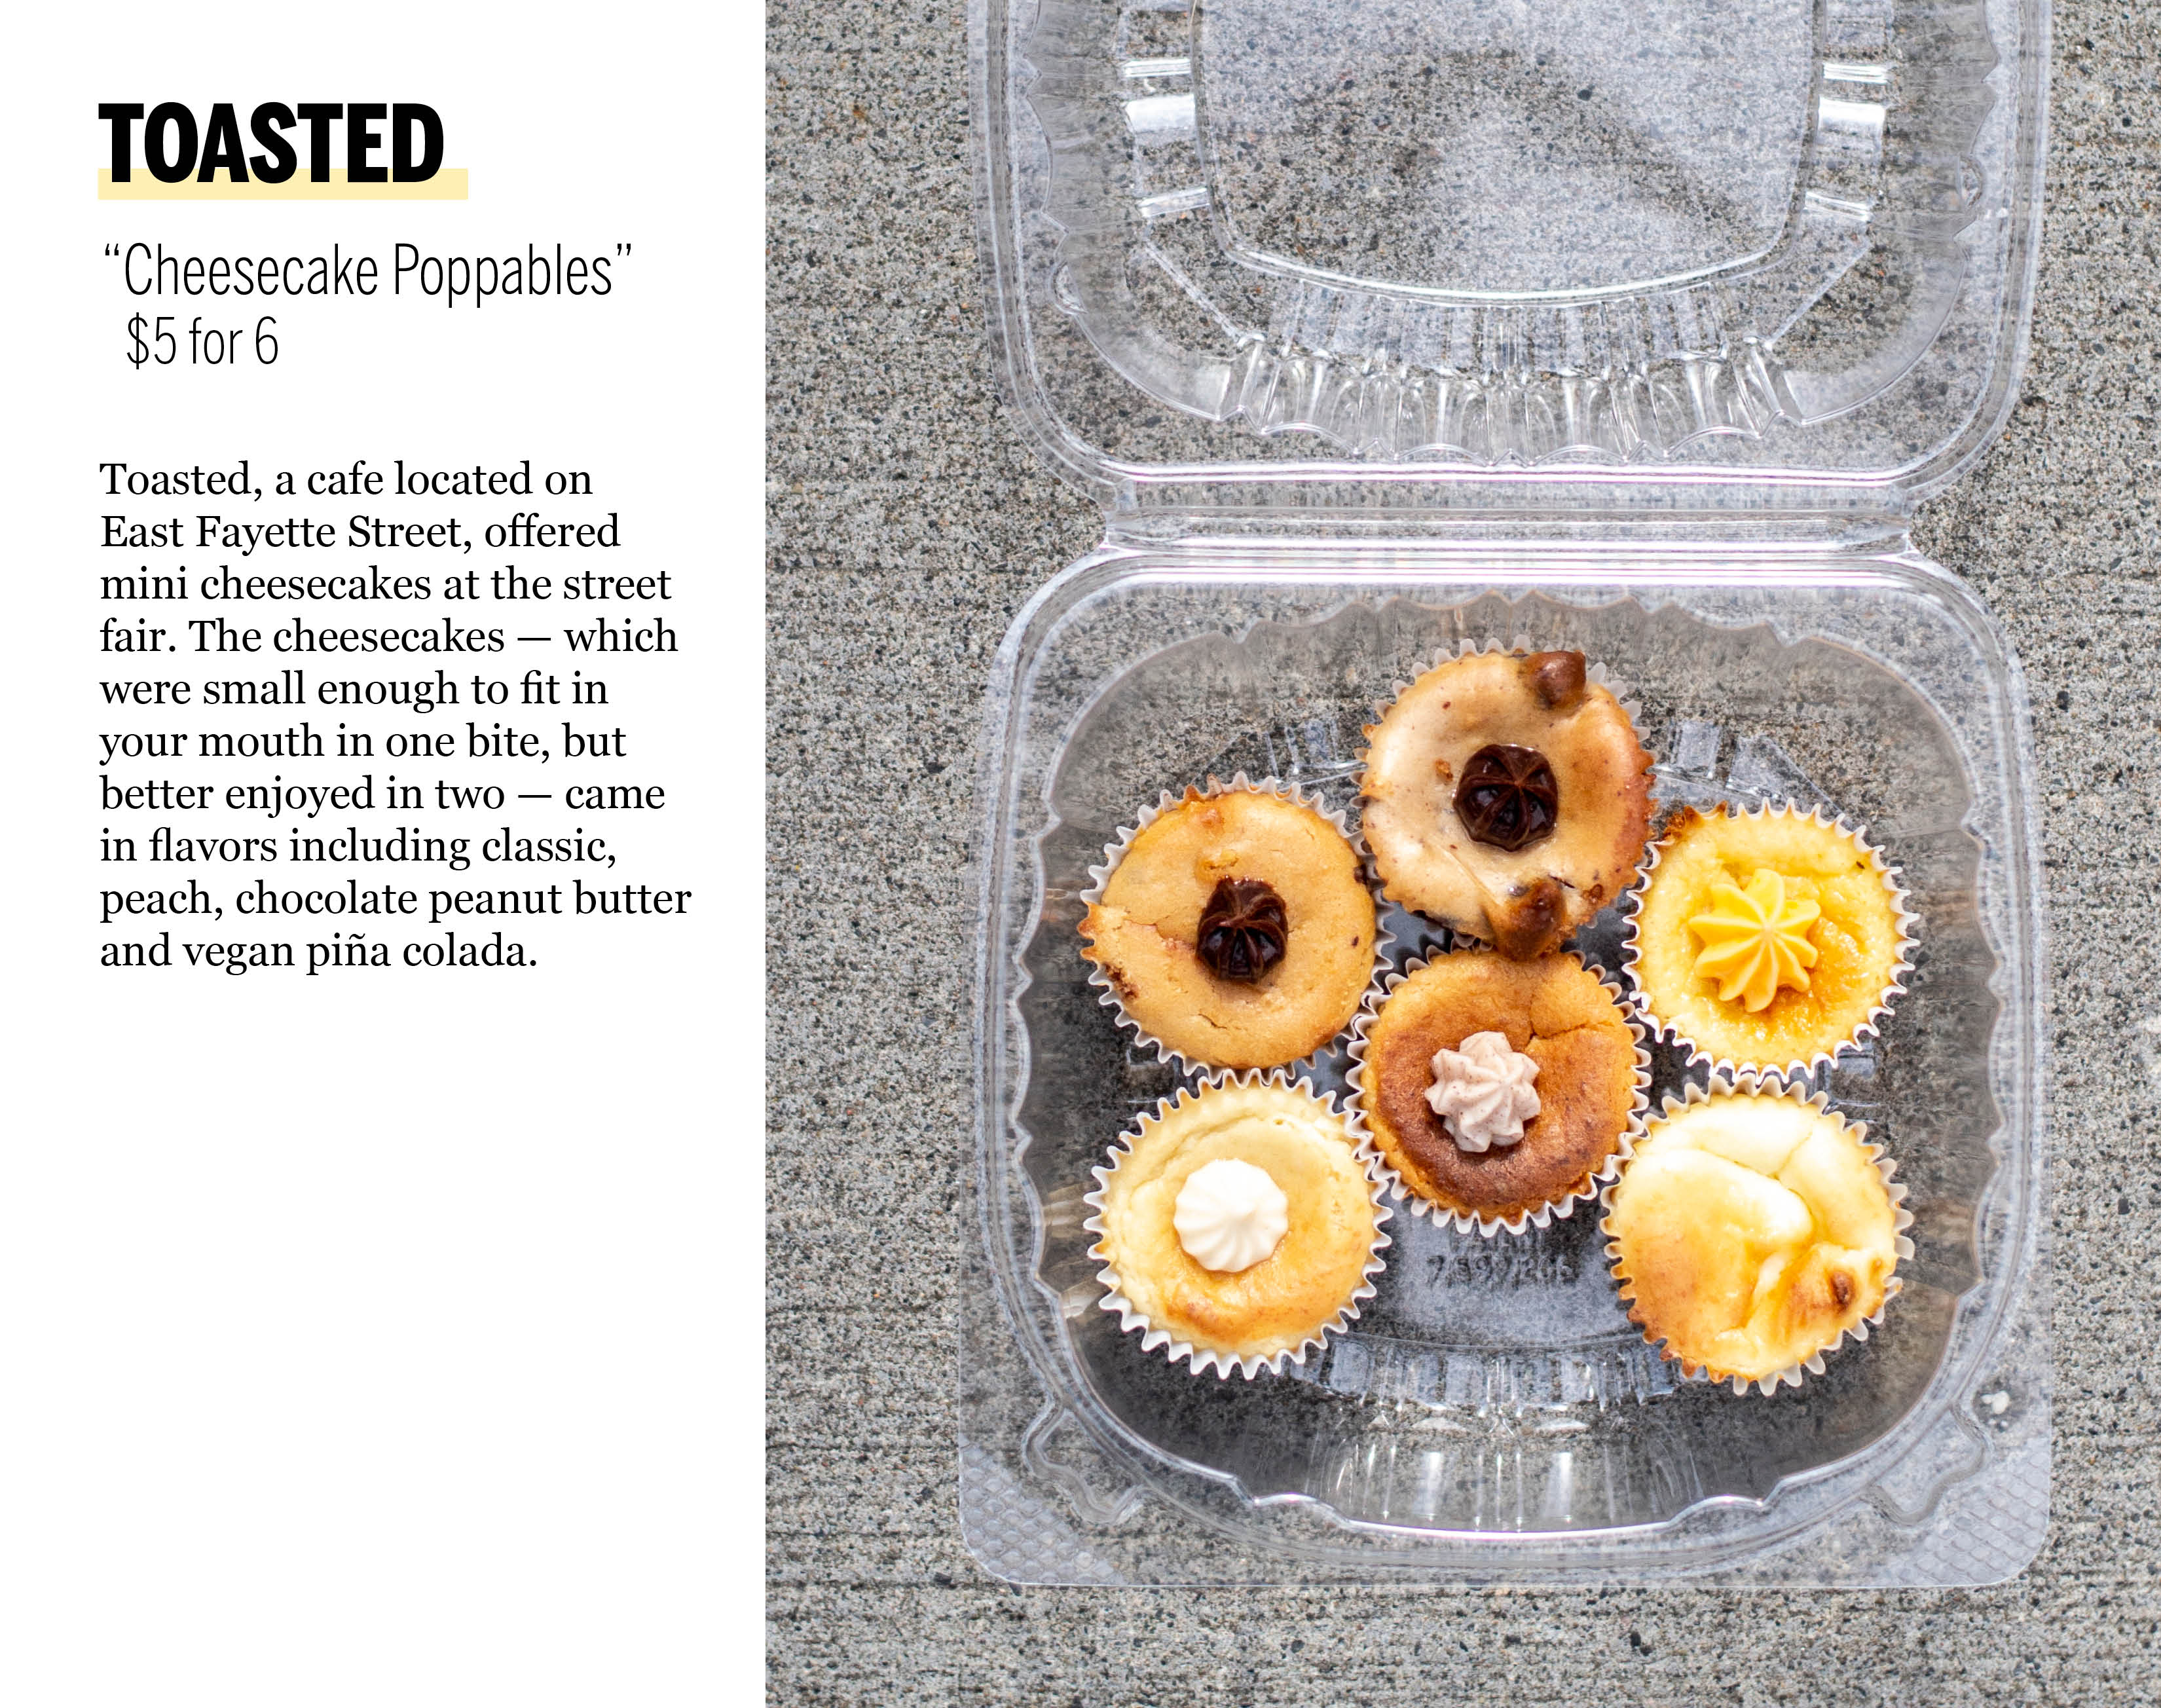 TOASTED
“Cheesecake Poppables”
$5 for 6
Toasted, a cafe located on
East Fayette Street, offered
mini cheesecakes at the street
fair. The cheesecakes — which
were small enough to fit in
your mouth in one bite, but
better enjoyed in two — came
in flavors including classic,
peach, chocolate peanut butter
and vegan piña colada.